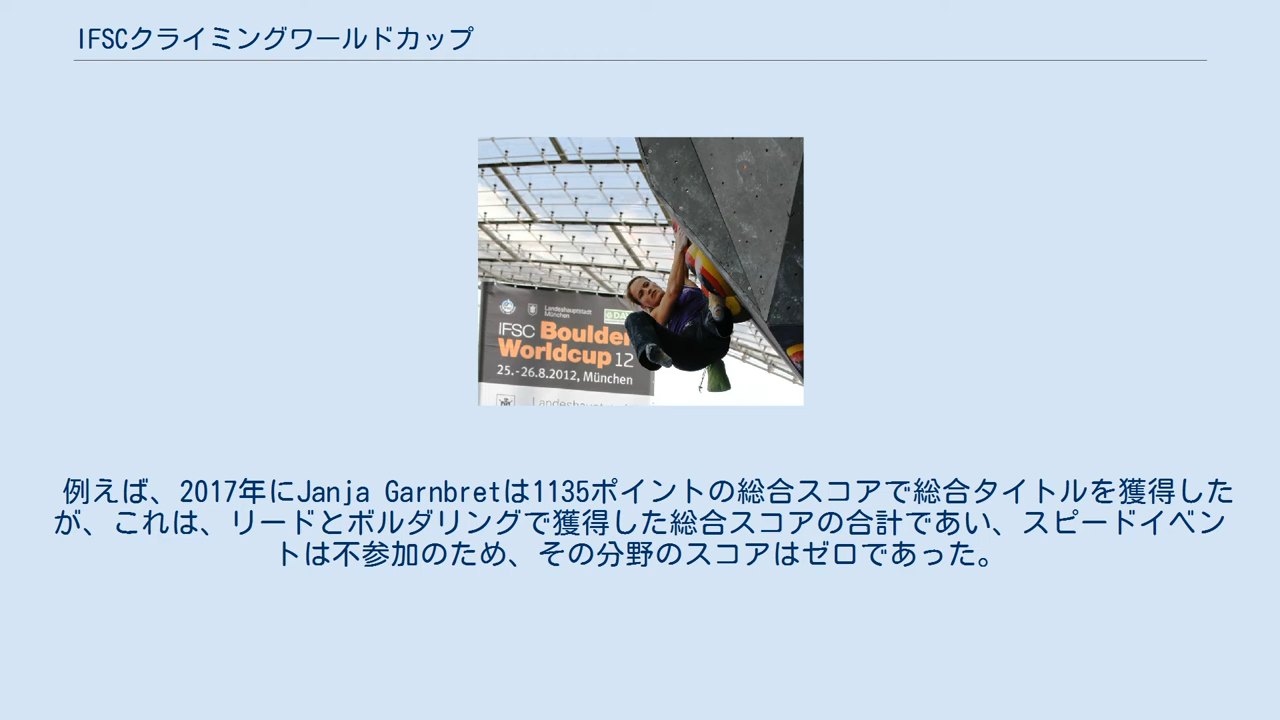 IFSCクライミングワールドカップ
Landeshauptstadt
München
IFSC Boulder
Worldcup 12
25.-26.8.2012, München
例えば、2017年にJanja Garnbretは1135ポイントの総合スコアで総合タイトルを獲得した
が、これは、リードとボルダリングで獲得した総合スコアの合計であい、スピードイベン
トは不参加のため、その分野のスコアはゼロであった。